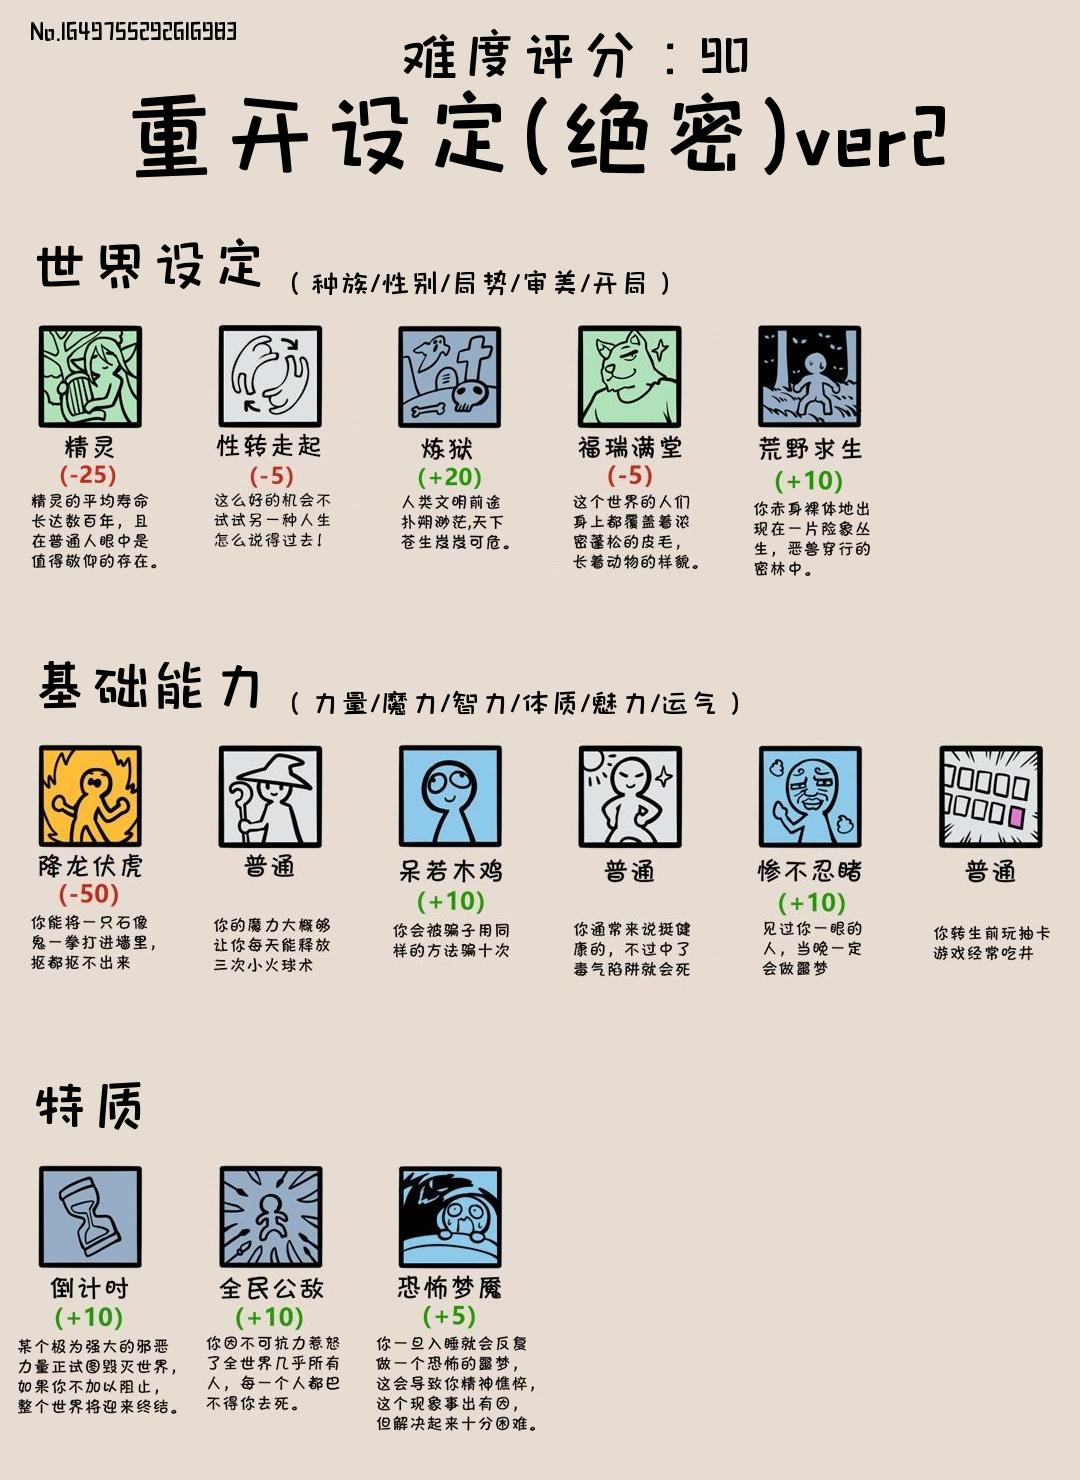 No.1649755292616983
难度评分：90
重开设定(绝密)ver2
世界设定（种族/性别/局势/审美/开局）
精灵
(-25)
精灵的平均寿命
长达数百年，且
在普通人眼中是
值得敬仰的存在。
性转走起
(-5)
这么好的机会不
试试另一种人生
怎么说得过去！
炼狱
(+20)
人类文明前途
扑朔渺茫,天下
苍生岌岌可危。
福瑞满堂
(-5)
这个世界的人们
身上都覆盖着浓
密蓬松的皮毛，
长着动物的样貌。
荒野求生
(+10)
你赤身裸体地出
现在一片险象丛
生，恶兽穿行的
密林中。
基础能力（力量/魔力/智力/体质/魅力/运气）
降龙伏虎
(-50)
你能将一只石像
鬼一拳打进墙里，
抠都抠不出来
普通
你的魔力大概够
让你每天能释放
三次小火球术
呆若木鸡
(+10)
你会被骗子用同
样的方法骗十次
普通
你通常来说挺健
康的，不过中了
毒气陷阱就会死
惨不忍睹
(+10)
见过你一眼的
人，当晚一定
会做噩梦
普通
你转生前玩抽卡
游戏经常吃井
特质
倒计时
(+10)
某个极为强大的邪恶
力量正试图毁灭世界，
如果你不加以阻止，
整个世界将迎来终结。
全民公敌
(+10)
你因不可抗力惹怒
了全世界几乎所有
人，每一个人都巴
不得你去死。
恐怖梦魇
(+5)
你一旦入睡就会反复
做一个恐怖的噩梦，
这会导致你精神憔悴，
这个现象事出有因，
但解决起来十分困难。